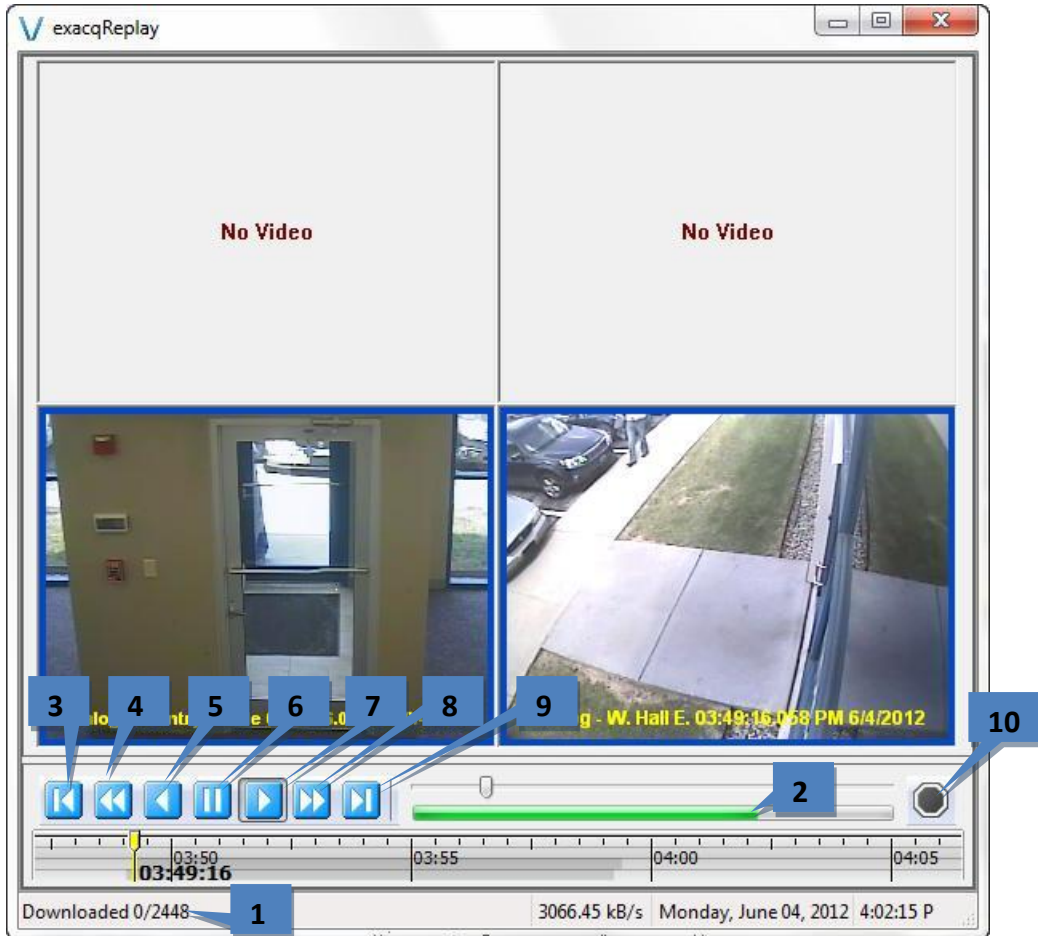 exacqReplay
No Video
No Video
3
4
5
6
7
8
9
g - W. Hall E. 03:49:16.068 PM 6/4/2012
10
2
03:50
03:55
04:00
04:05
03:49:16
Downloaded 0/2448
1
3066.45 kB/s
Monday, June 04, 2012
4:02:15 P